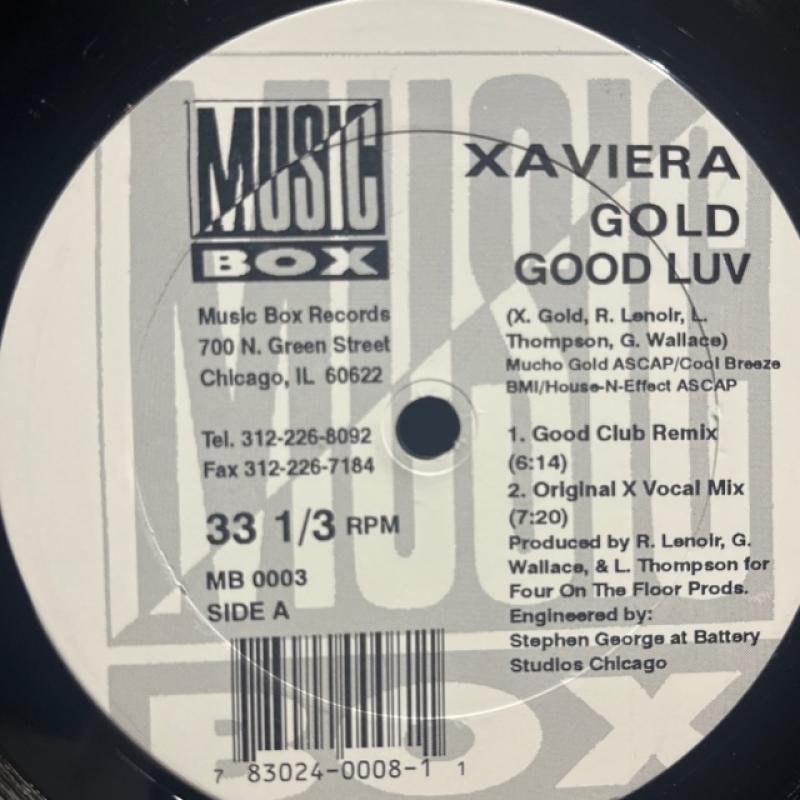 MUSIC
BOX
Music Box Records
700 N. Green Street
Chicago, IL 60622
Tel. 312-226-8092
Fax 312-226-7184
33 1/3 RPM
MB 0003
SIDE A
7 83024-0008-1 1
XAVIERA
GOLD
GOOD LUV
(X. Gold, R. Lenoir, L.
Thompson, G. Wallace)
Mucho Gold ASCAP/Cool Breeze
BMI/House-N-Effect ASCAP
1. Good Club Remix
(6:14)
2. Original X Vocal Mix
(7:20)
Produced by R. Lenoir, G.
Wallace, & L. Thompson for
Four On The Floor Prods.
Engineered by:
Stephen George at Battery
Studios Chicago
MUSIC
BOX